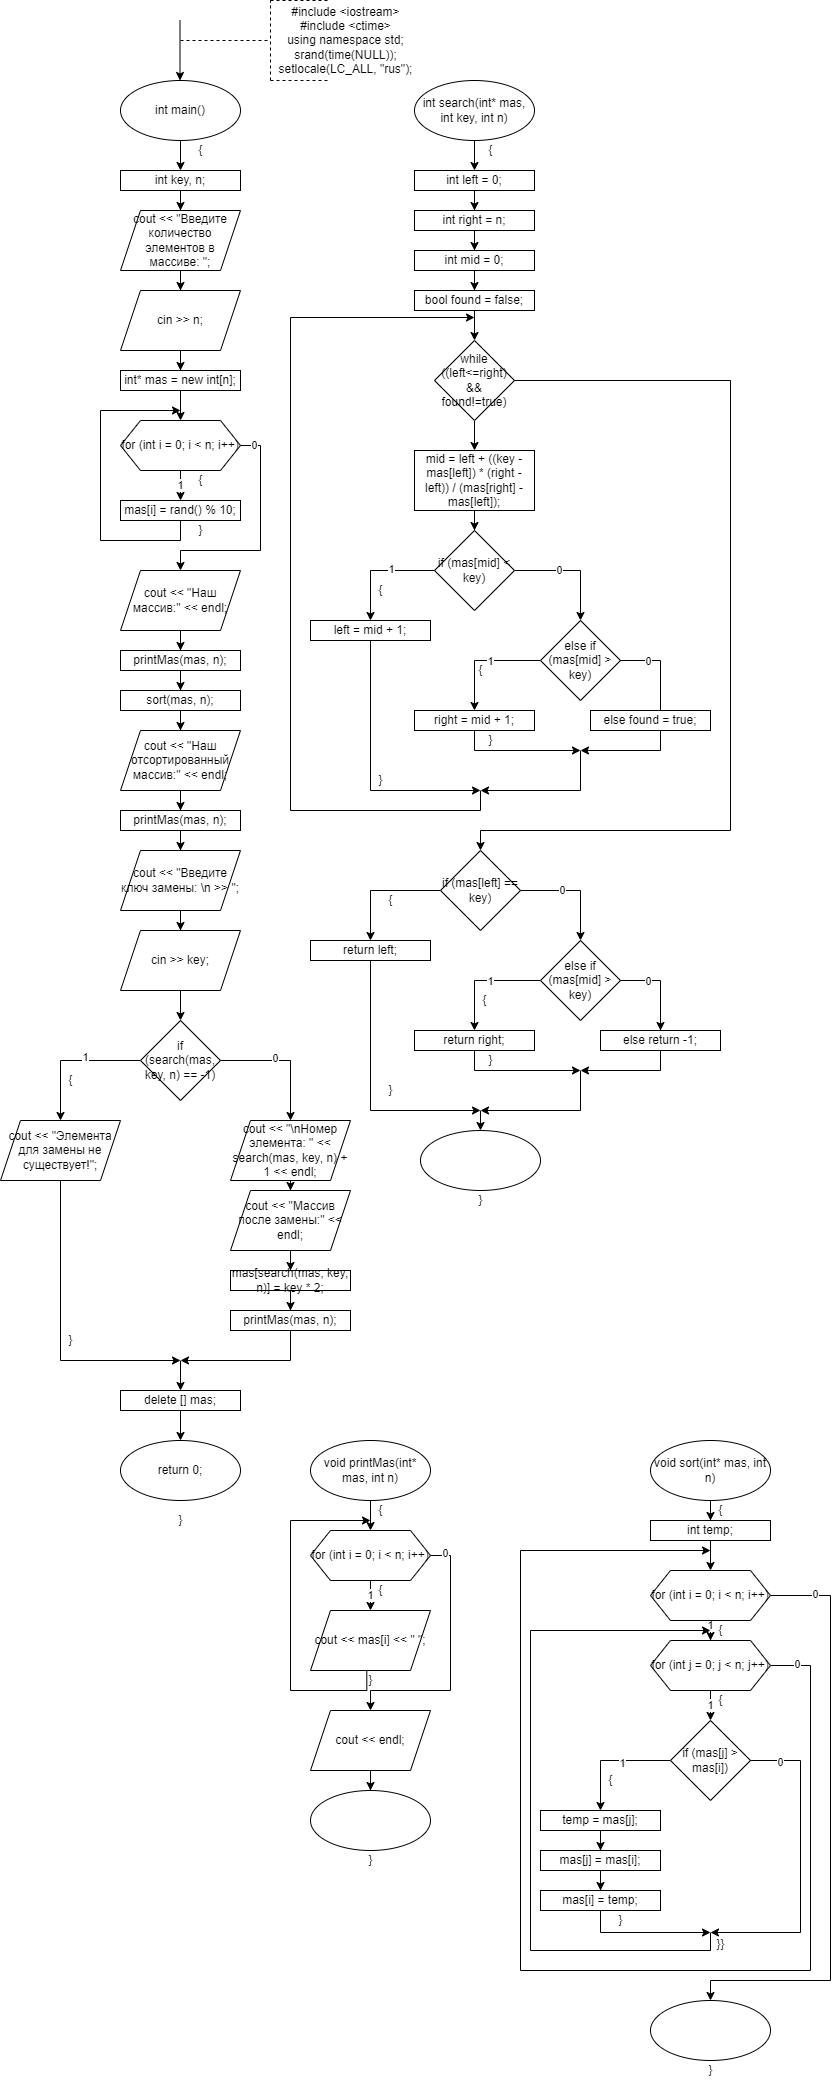 #include <iostream>
#include <ctime>
using namespace std;
srand(time(NULL));
setlocale(LC_ALL, "rus");
int main()
{
int key, n;
cout << "Введите
количество
элементов в
массиве: ";
cin >> n;
int* mas = new int[n];
for (int i = 0; i < n; i++)
0
1
{
mas[i] = rand() % 10;
}
cout << "Наш
массив:" << endl;
printMas(mas, n);
sort(mas, n);
cout << "Наш
отсортированный
массив:" << endl;
printMas(mas, n);
cout << "Введите
ключ замены: \n >> ";
cin >> key;
if
(search(mas,
key, n) == -1)
1
0
{
cout << "Элемента
для замены не
существует!";
}
cout << "\nНомер
элемента: " <<
search(mas, key, n) +
1 << endl;
cout << "Массив
после замены:" <<
endl;
mas[search(mas, key,
n)] = key * 2;
printMas(mas, n);
delete [] mas;
return 0;
}
int search(int* mas,
int key, int n)
{
int left = 0;
int right = n;
int mid = 0;
bool found = false;
while
((left<=right)
&&
found!=true)
mid = left + ((key -
mas[left]) * (right -
left)) / (mas[right] -
mas[left]);
if (mas[mid] <
key)
1
0
{
left = mid + 1;
else if
(mas[mid] >
key)
1
0
{
right = mid + 1;
else found = true;
}
}
if (mas[left] ==
key)
0
{
return left;
else if
(mas[mid] >
key)
1
0
{
return right;
else return -1;
}
}
}
void printMas(int*
mas, int n)
{
for (int i = 0; i < n; i++)
0
1
{
cout << mas[i] << " ";
}
cout << endl;
}
void sort(int* mas, int
n)
{
int temp;
for (int i = 0; i < n; i++)
0
1
{
for (int j = 0; j < n; j++)
0
1
{
if (mas[j] >
mas[i])
1
0
{
temp = mas[j];
mas[j] = mas[i];
mas[i] = temp;
}
}}
}